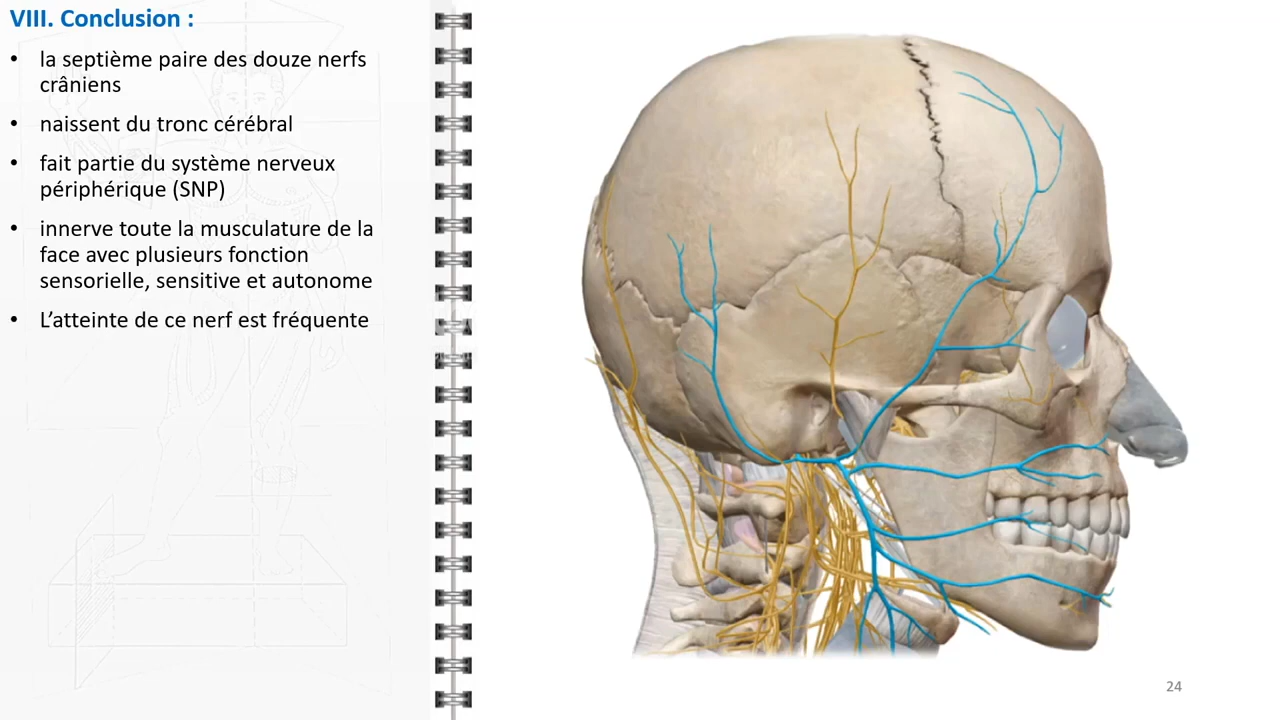 VIII. Conclusion :
• la septième paire des douze nerfs
crâniens
• naissent du tronc cérébral
• fait partie du système nerveux
périphérique (SNP)
• innerve toute la musculature de la
face avec plusieurs fonction
sensorielle, sensitive et autonome
• L’atteinte de ce nerf est fréquente
24